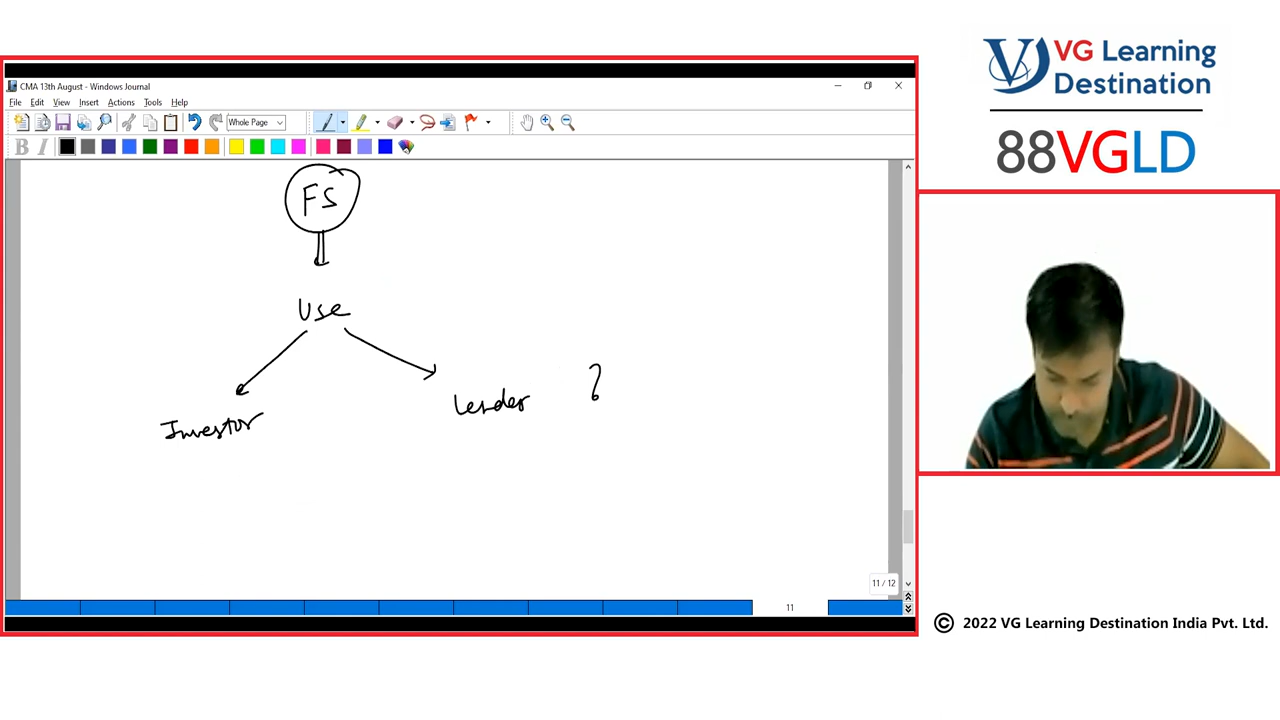 CMA 13th August - Windows Journal
File Edit View Insert Actions Tools Help
Whole Page
B I
FS
Use
Investor
Lender ?
11 / 12
11
VG Learning
Destination
88VGLD
© 2022 VG Learning Destination India Pvt. Ltd.